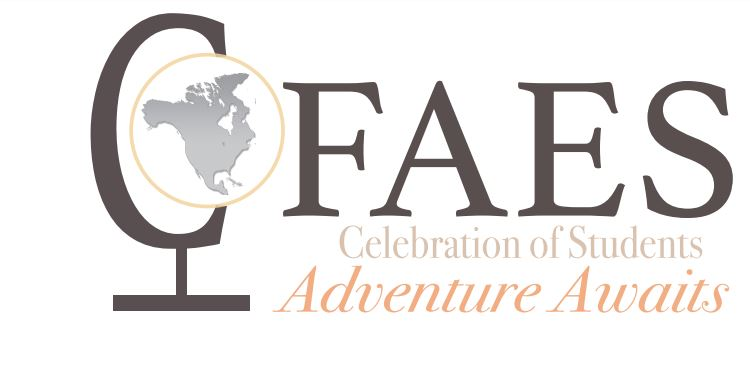 CFAES
Celebration of Students
Adventure Awaits